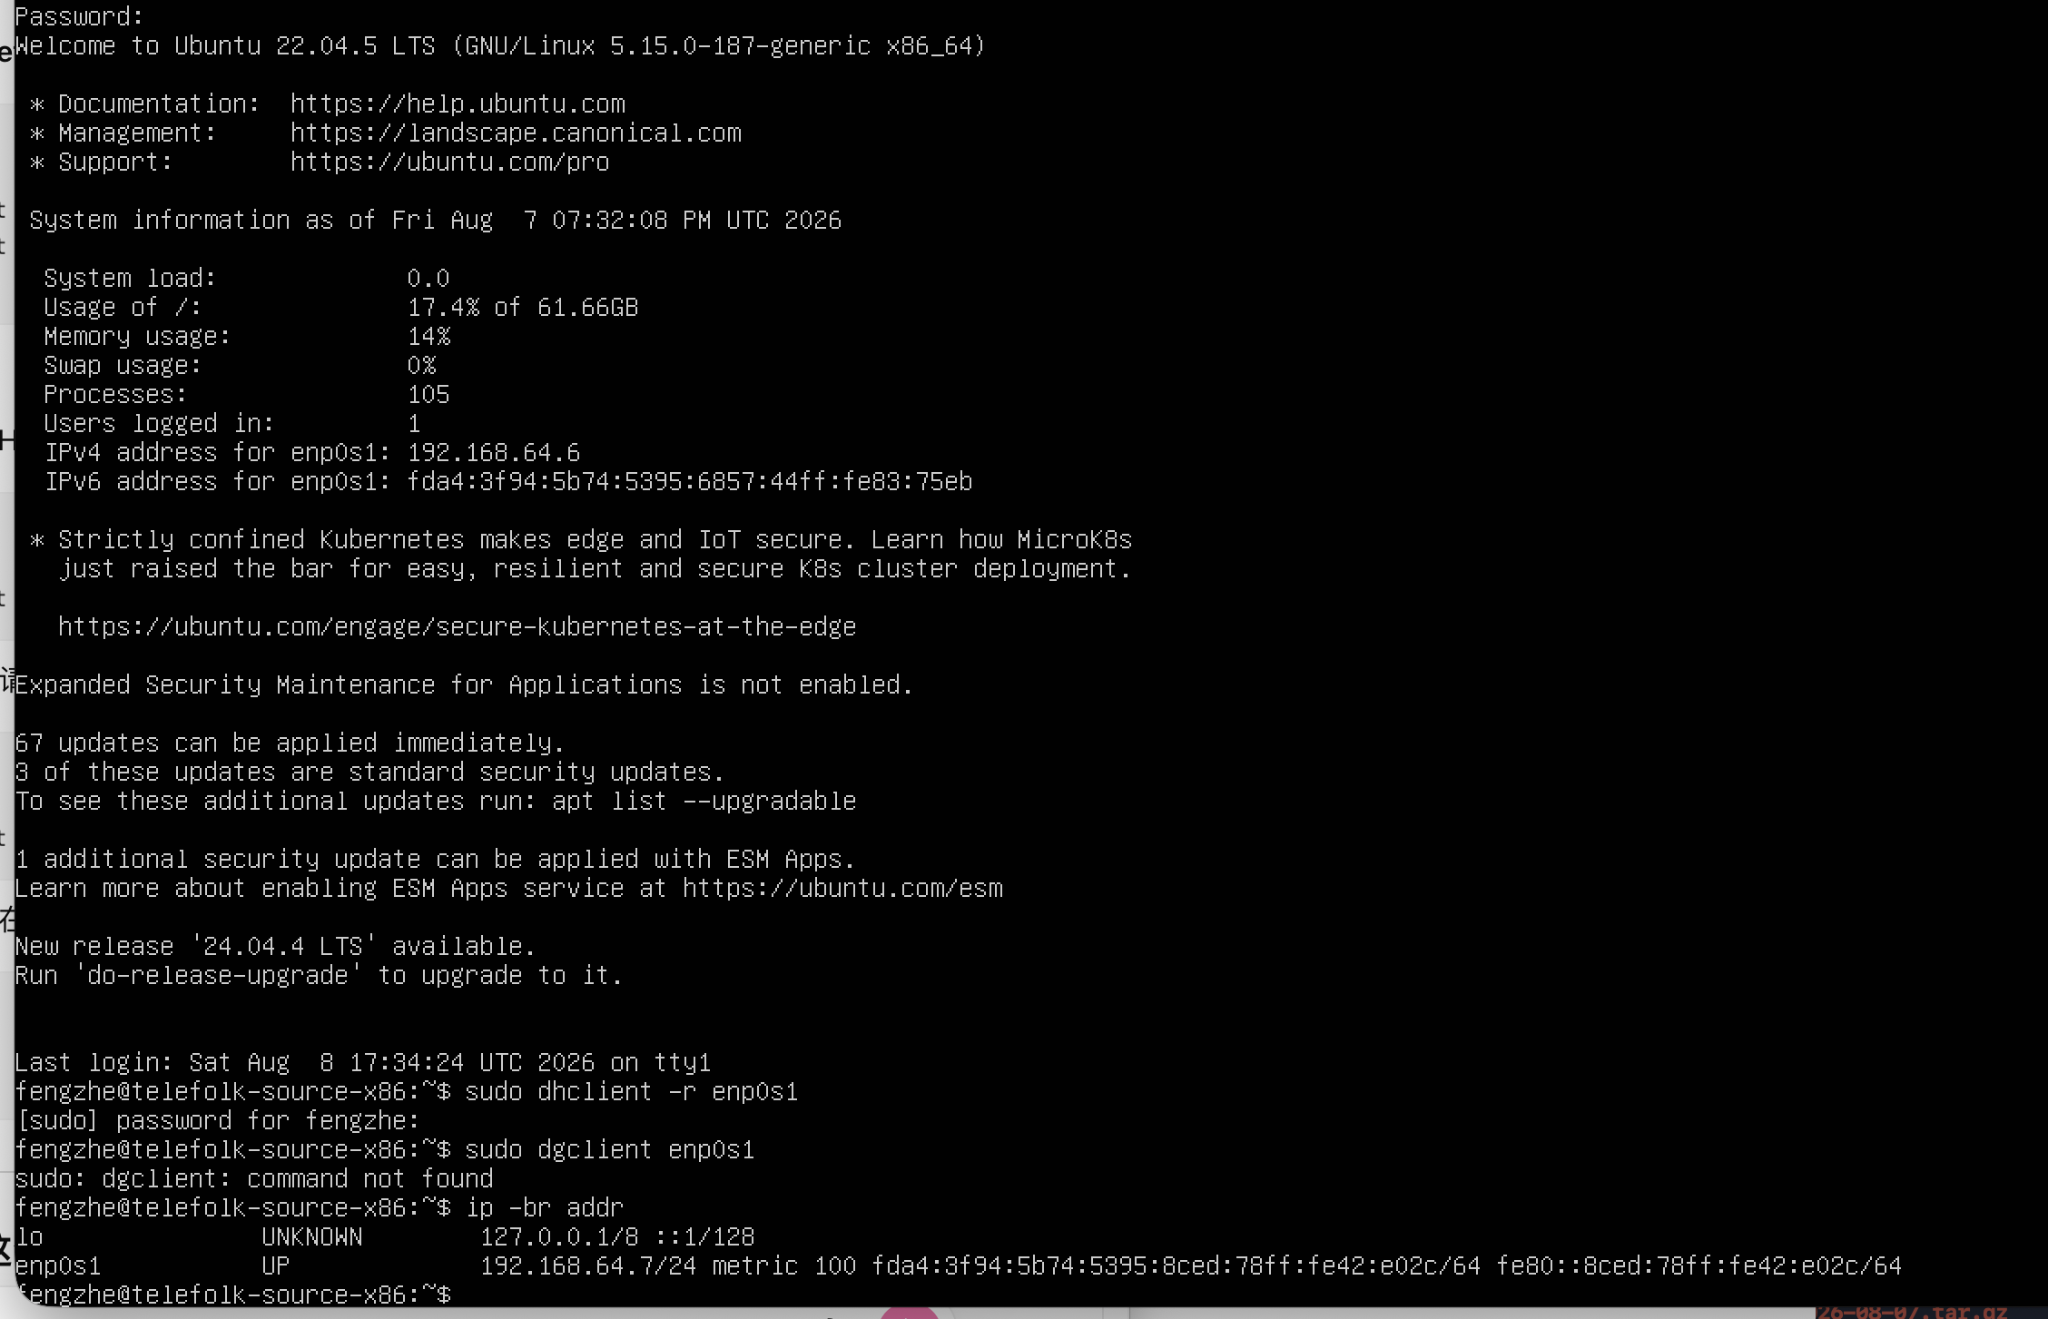 Password:
Welcome to Ubuntu 22.04.5 LTS (GNU/Linux 5.15.0-187-generic x86_64)
* Documentation:  https://help.ubuntu.com
* Management:     https://landscape.canonical.com
* Support:        https://ubuntu.com/pro
System information as of Fri Aug  7 07:32:08 PM UTC 2026
System load:             0.0
Usage of /:              17.4% of 61.66GB
Memory usage:            14%
Swap usage:              0%
Processes:               105
Users logged in:         1
IPv4 address for enp0s1: 192.168.64.6
IPv6 address for enp0s1: fda4:3f94:5b74:5395:6857:44ff:fe83:75eb
* Strictly confined Kubernetes makes edge and IoT secure. Learn how MicroK8s
just raised the bar for easy, resilient and secure K8s cluster deployment.
https://ubuntu.com/engage/secure-kubernetes-at-the-edge
Expanded Security Maintenance for Applications is not enabled.
67 updates can be applied immediately.
3 of these updates are standard security updates.
To see these additional updates run: apt list --upgradable
1 additional security update can be applied with ESM Apps.
Learn more about enabling ESM Apps service at https://ubuntu.com/esm
New release '24.04.4 LTS' available.
Run 'do-release-upgrade' to upgrade to it.
Last login: Sat Aug  8 17:34:24 UTC 2026 on tty1
fengzhe@telefolk-source-x86:~$ sudo dhclient -r enp0s1
[sudo] password for fengzhe:
fengzhe@telefolk-source-x86:~$ sudo dgclient enp0s1
sudo: dgclient: command not found
fengzhe@telefolk-source-x86:~$ ip -br addr
lo               UNKNOWN        127.0.0.1/8 ::1/128
enp0s1           UP             192.168.64.7/24 metric 100 fda4:3f94:5b74:5395:8ced:78ff:fe42:e02c/64 fe80::8ced:78ff:fe42:e02c/64
fengzhe@telefolk-source-x86:~$
26-08-07.tar.gz